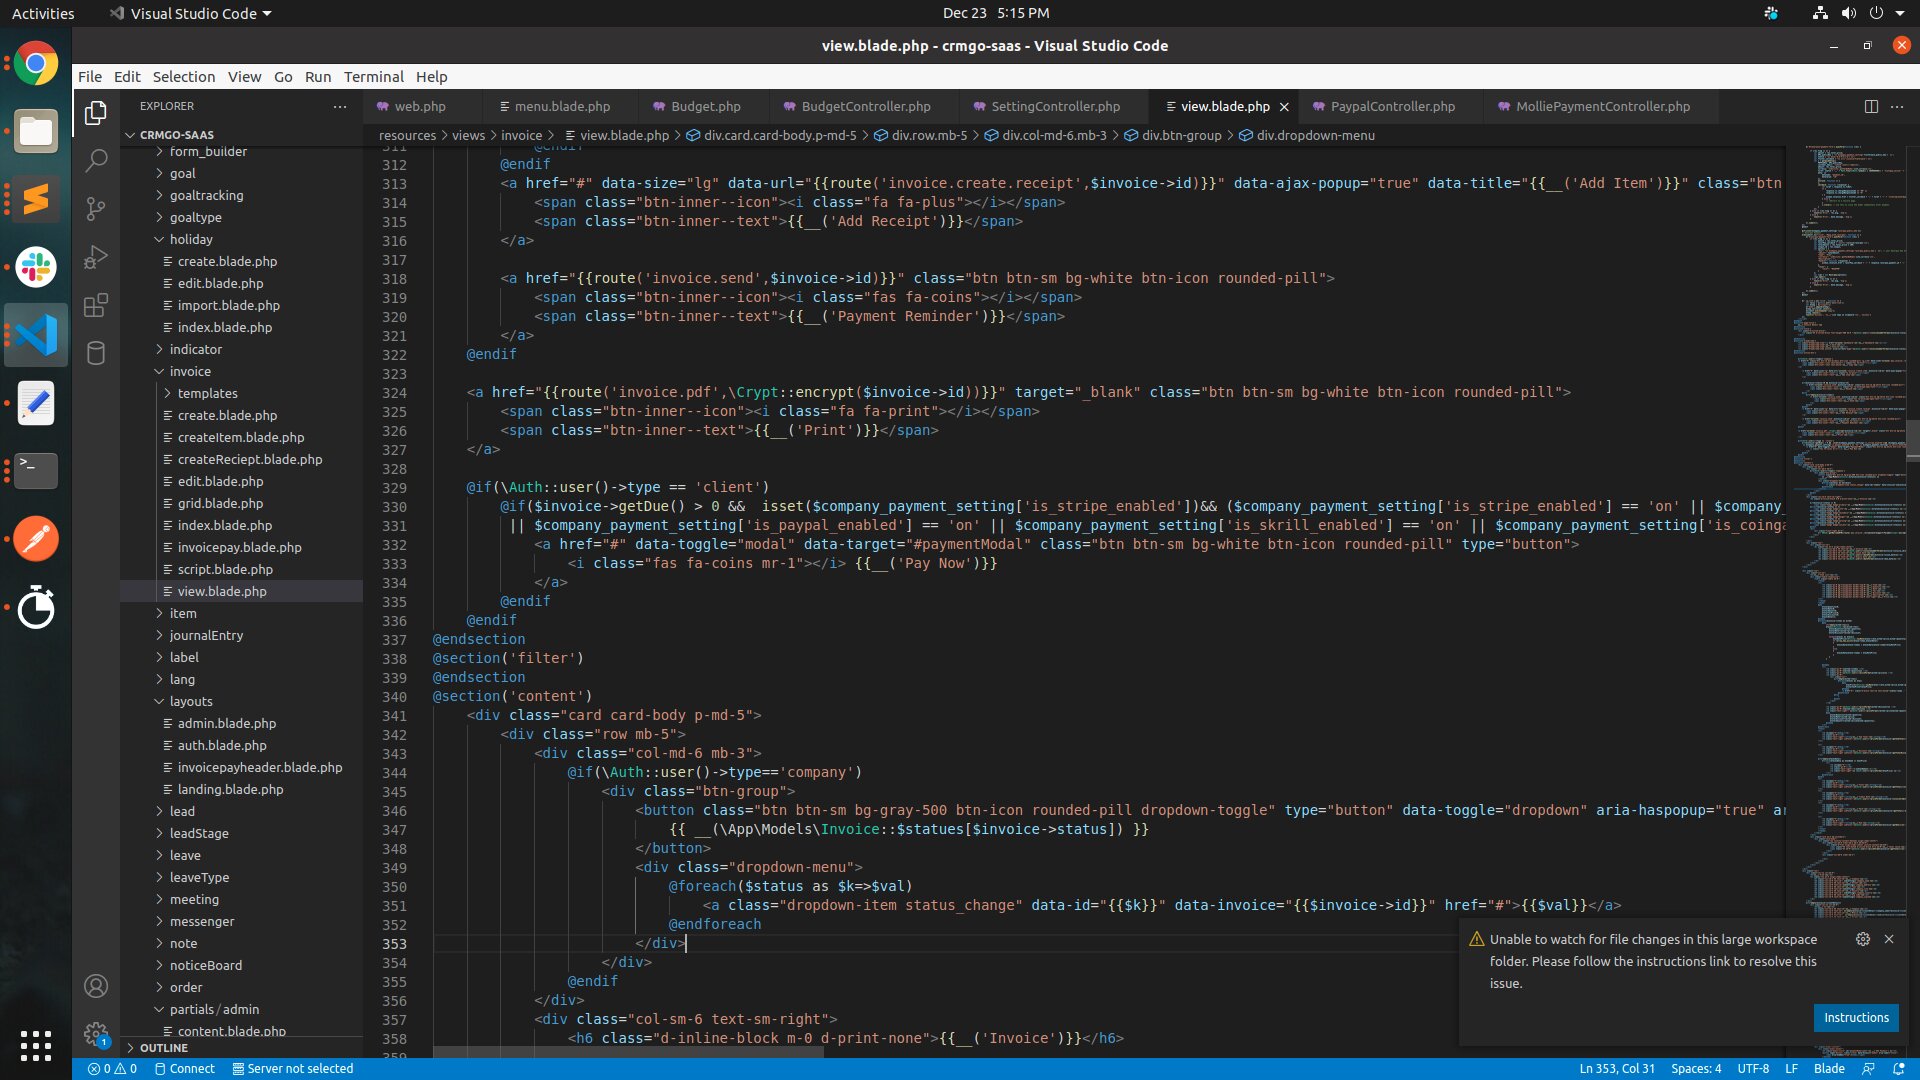 Activities
Visual Studio Code
Dec 23 5:15 PM
view.blade.php - crmgo-saas - Visual Studio Code
File Edit Selection View Go Run Terminal Help
EXPLORER
web.php
menu.blade.php
Budget.php
BudgetController.php
SettingController.php
view.blade.php
PaypalController.php
MolliePaymentController.php
resources > views > invoice > view.blade.php > div.card.card-body.p-md-5 > div.row.mb-5 > div.col-md-6.mb-3 > div.btn-group > div.dropdown-menu
CRMGO-SAAS
form_builder
goal
goaltracking
goaltype
holiday
create.blade.php
edit.blade.php
import.blade.php
index.blade.php
indicator
invoice
templates
create.blade.php
createItem.blade.php
createReciept.blade.php
edit.blade.php
grid.blade.php
index.blade.php
invoicepay.blade.php
script.blade.php
view.blade.php
item
journalEntry
label
lang
layouts
admin.blade.php
auth.blade.php
invoicepayheader.blade.php
landing.blade.php
lead
leadStage
leave
leaveType
meeting
messenger
note
noticeBoard
order
partials / admin
content.blade.php
OUTLINE
311 @endif
312 @endif
313 <a href="#" data-size="lg" data-url="{{route('invoice.create.receipt',$invoice->id)}}" data-ajax-popup="true" data-title="{{__('Add Item')}}" class="btn
314 <span class="btn-inner--icon"><i class="fa fa-plus"></i></span>
315 <span class="btn-inner--text">{{__('Add Receipt')}}</span>
316 </a>
317
318 <a href="{{route('invoice.send',$invoice->id)}}" class="btn btn-sm bg-white btn-icon rounded-pill">
319 <span class="btn-inner--icon"><i class="fas fa-coins"></i></span>
320 <span class="btn-inner--text">{{__('Payment Reminder')}}</span>
321 </a>
322 @endif
323
324 <a href="{{route('invoice.pdf',\Crypt::encrypt($invoice->id))}}" target="_blank" class="btn btn-sm bg-white btn-icon rounded-pill">
325 <span class="btn-inner--icon"><i class="fa fa-print"></i></span>
326 <span class="btn-inner--text">{{__('Print')}}</span>
327 </a>
328
329 @if(\Auth::user()->type == 'client')
330 @if($invoice->getDue() > 0 &&  isset($company_payment_setting['is_stripe_enabled'])&& ($company_payment_setting['is_stripe_enabled'] == 'on' || $company_
331 || $company_payment_setting['is_paypal_enabled'] == 'on' || $company_payment_setting['is_skrill_enabled'] == 'on' || $company_payment_setting['is_coinga
332 <a href="#" data-toggle="modal" data-target="#paymentModal" class="btn btn-sm bg-white btn-icon rounded-pill" type="button">
333 <i class="fas fa-coins mr-1"></i> {{__('Pay Now')}}
334 </a>
335 @endif
336 @endif
337 @endsection
338 @section('filter')
339 @endsection
340 @section('content')
341 <div class="card card-body p-md-5">
342 <div class="row mb-5">
343 <div class="col-md-6 mb-3">
344 @if(\Auth::user()->type=='company')
345 <div class="btn-group">
346 <button class="btn btn-sm bg-gray-500 btn-icon rounded-pill dropdown-toggle" type="button" data-toggle="dropdown" aria-haspopup="true" ar
347 {{ __(\App\Models\Invoice::$statues[$invoice->status]) }}
348 </button>
349 <div class="dropdown-menu">
350 @foreach($status as $k=>$val)
351 <a class="dropdown-item status_change" data-id="{{$k}}" data-invoice="{{$invoice->id}}" href="#">{{$val}}</a>
352 @endforeach
353 </div>
354 </div>
355 @endif
356 </div>
357 <div class="col-sm-6 text-sm-right">
358 <h6 class="d-inline-block m-0 d-print-none">{{__('Invoice')}}</h6>
359
Unable to watch for file changes in this large workspace
folder. Please follow the instructions link to resolve this
issue.
Instructions
1
0 0 Connect Server not selected
Ln 353, Col 31 Spaces: 4 UTF-8 LF Blade